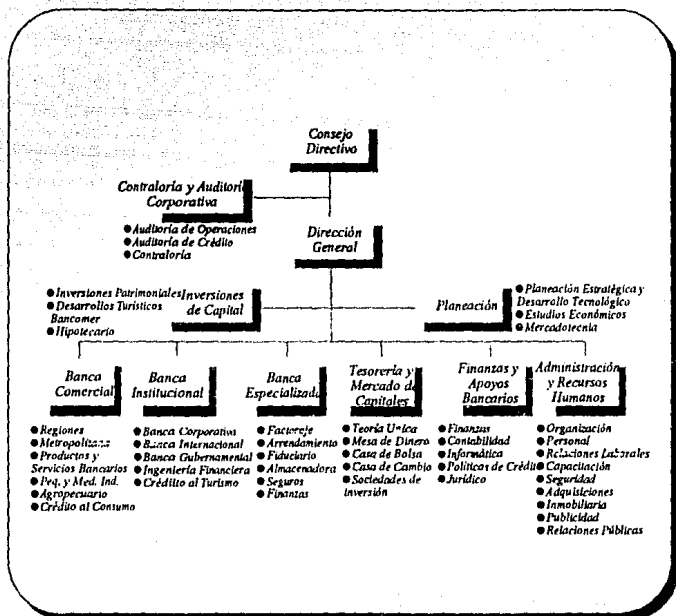 Consejo
Directivo
Contraloría y Auditoría
Corporativa
●Auditoría de Operaciones
●Auditoría de Crédito
●Contraloría
Dirección
General
●Inversiones Patrimoniales
●Desarrollos Turísticos
Bancomer
●Hipotecario
Inversiones
de Capital
Planeación
●Planeación Estratégica y
Desarrollo Tecnológico
●Estudios Económicos
●Mercadotecnia
Banca
Comercial
●Regiones
●Metropolitana
●Productos y
Servicios Bancarios
●Peq. y Med. Ind.
●Agropecuario
●Crédito al Consumo
Banca
Institucional
●Banca Corporativa
●Banca Internacional
●Banca Gubernamental
●Ingeniería Financiera
●Crédito al Turismo
Banca
Especializada
●Factoraje
●Arrendamiento
●Fiduciario
●Almacenadora
●Seguros
●Finanzas
Tesorería y
Mercado de
Capitales
●Teoría Unica
●Mesa de Dinero
●Casa de Bolsa
●Casa de Cambio
●Sociedades de
inversión
Finanzas y
Apoyos
Bancarios
●Finanzas
●Contabilidad
●Informática
●Políticas de Crédito
●Jurídico
Administración
y Recursos
Humanos
●Organización
●Personal
●Relaciones Laborales
●Capacitación
●Seguridad
●Adquisiciones
●Inmobiliaria
●Publicidad
●Relaciones Públicas